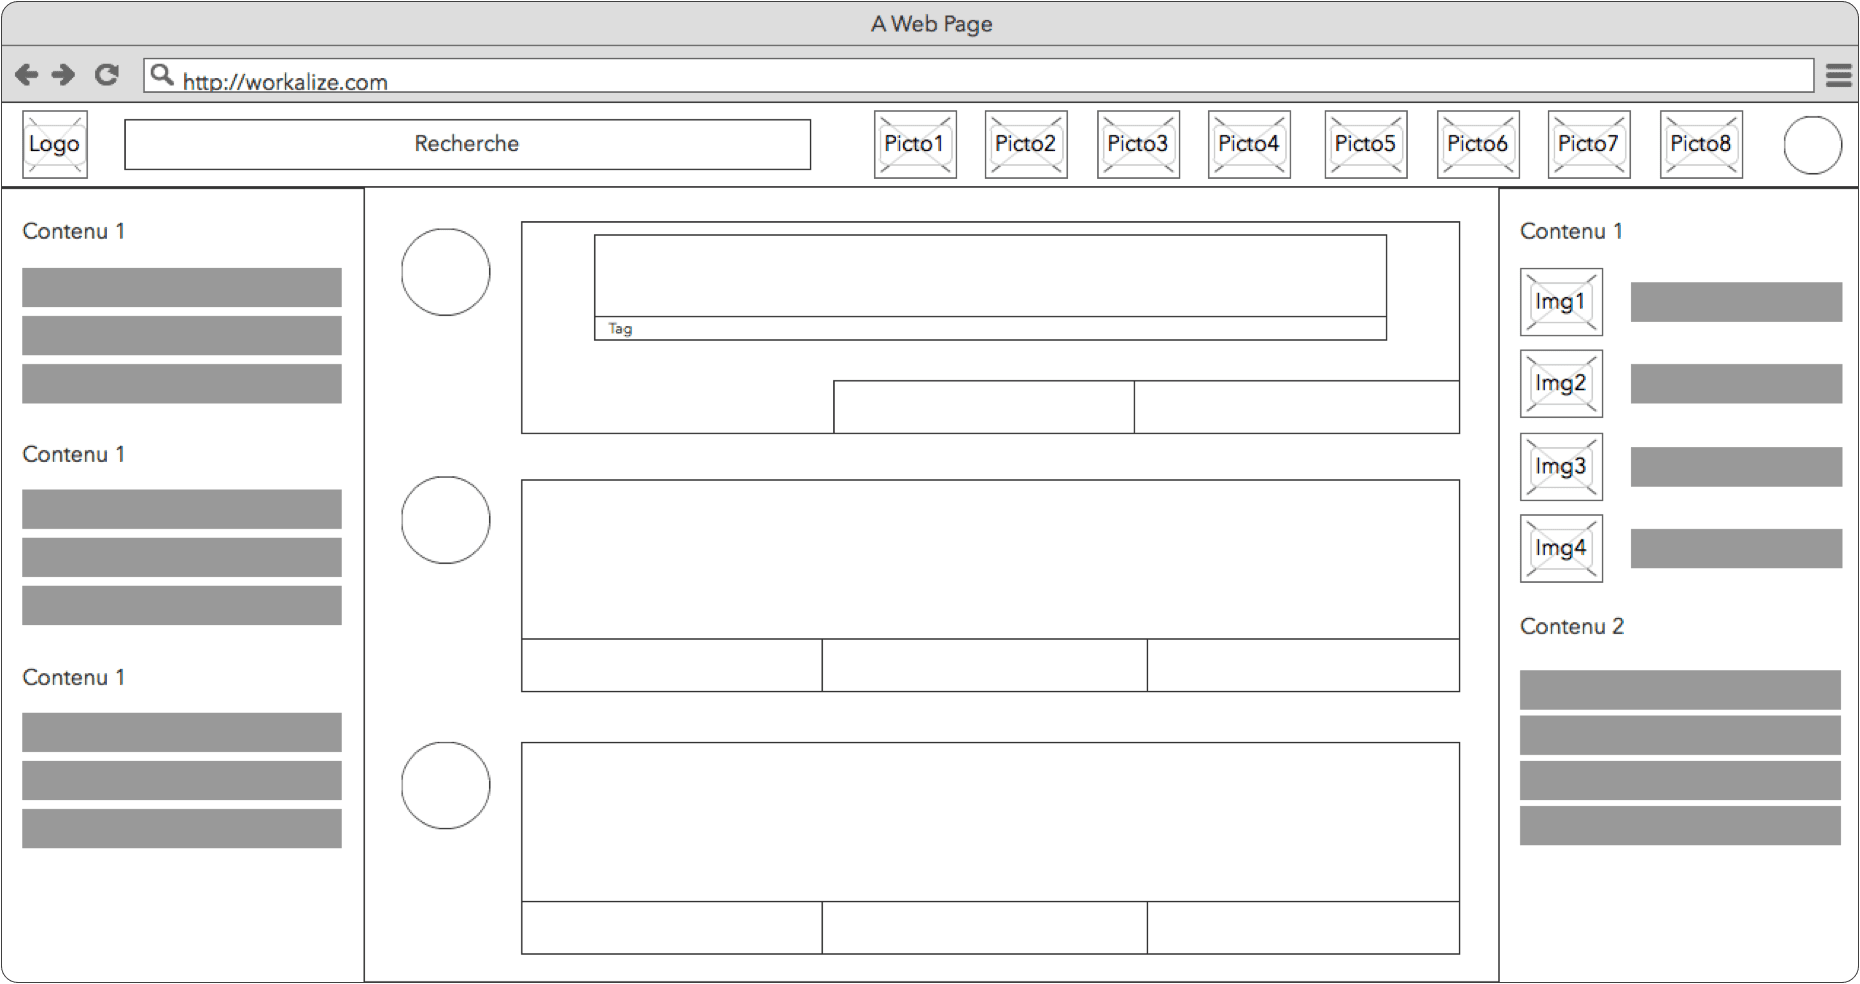 A Web Page
http://workalize.com
Logo
Recherche
Picto1
Picto2
Picto3
Picto4
Picto5
Picto6
Picto7
Picto8
Contenu 1
Contenu 1
Contenu 1
Tag
Contenu 1
Img1
Img2
Img3
Img4
Contenu 2